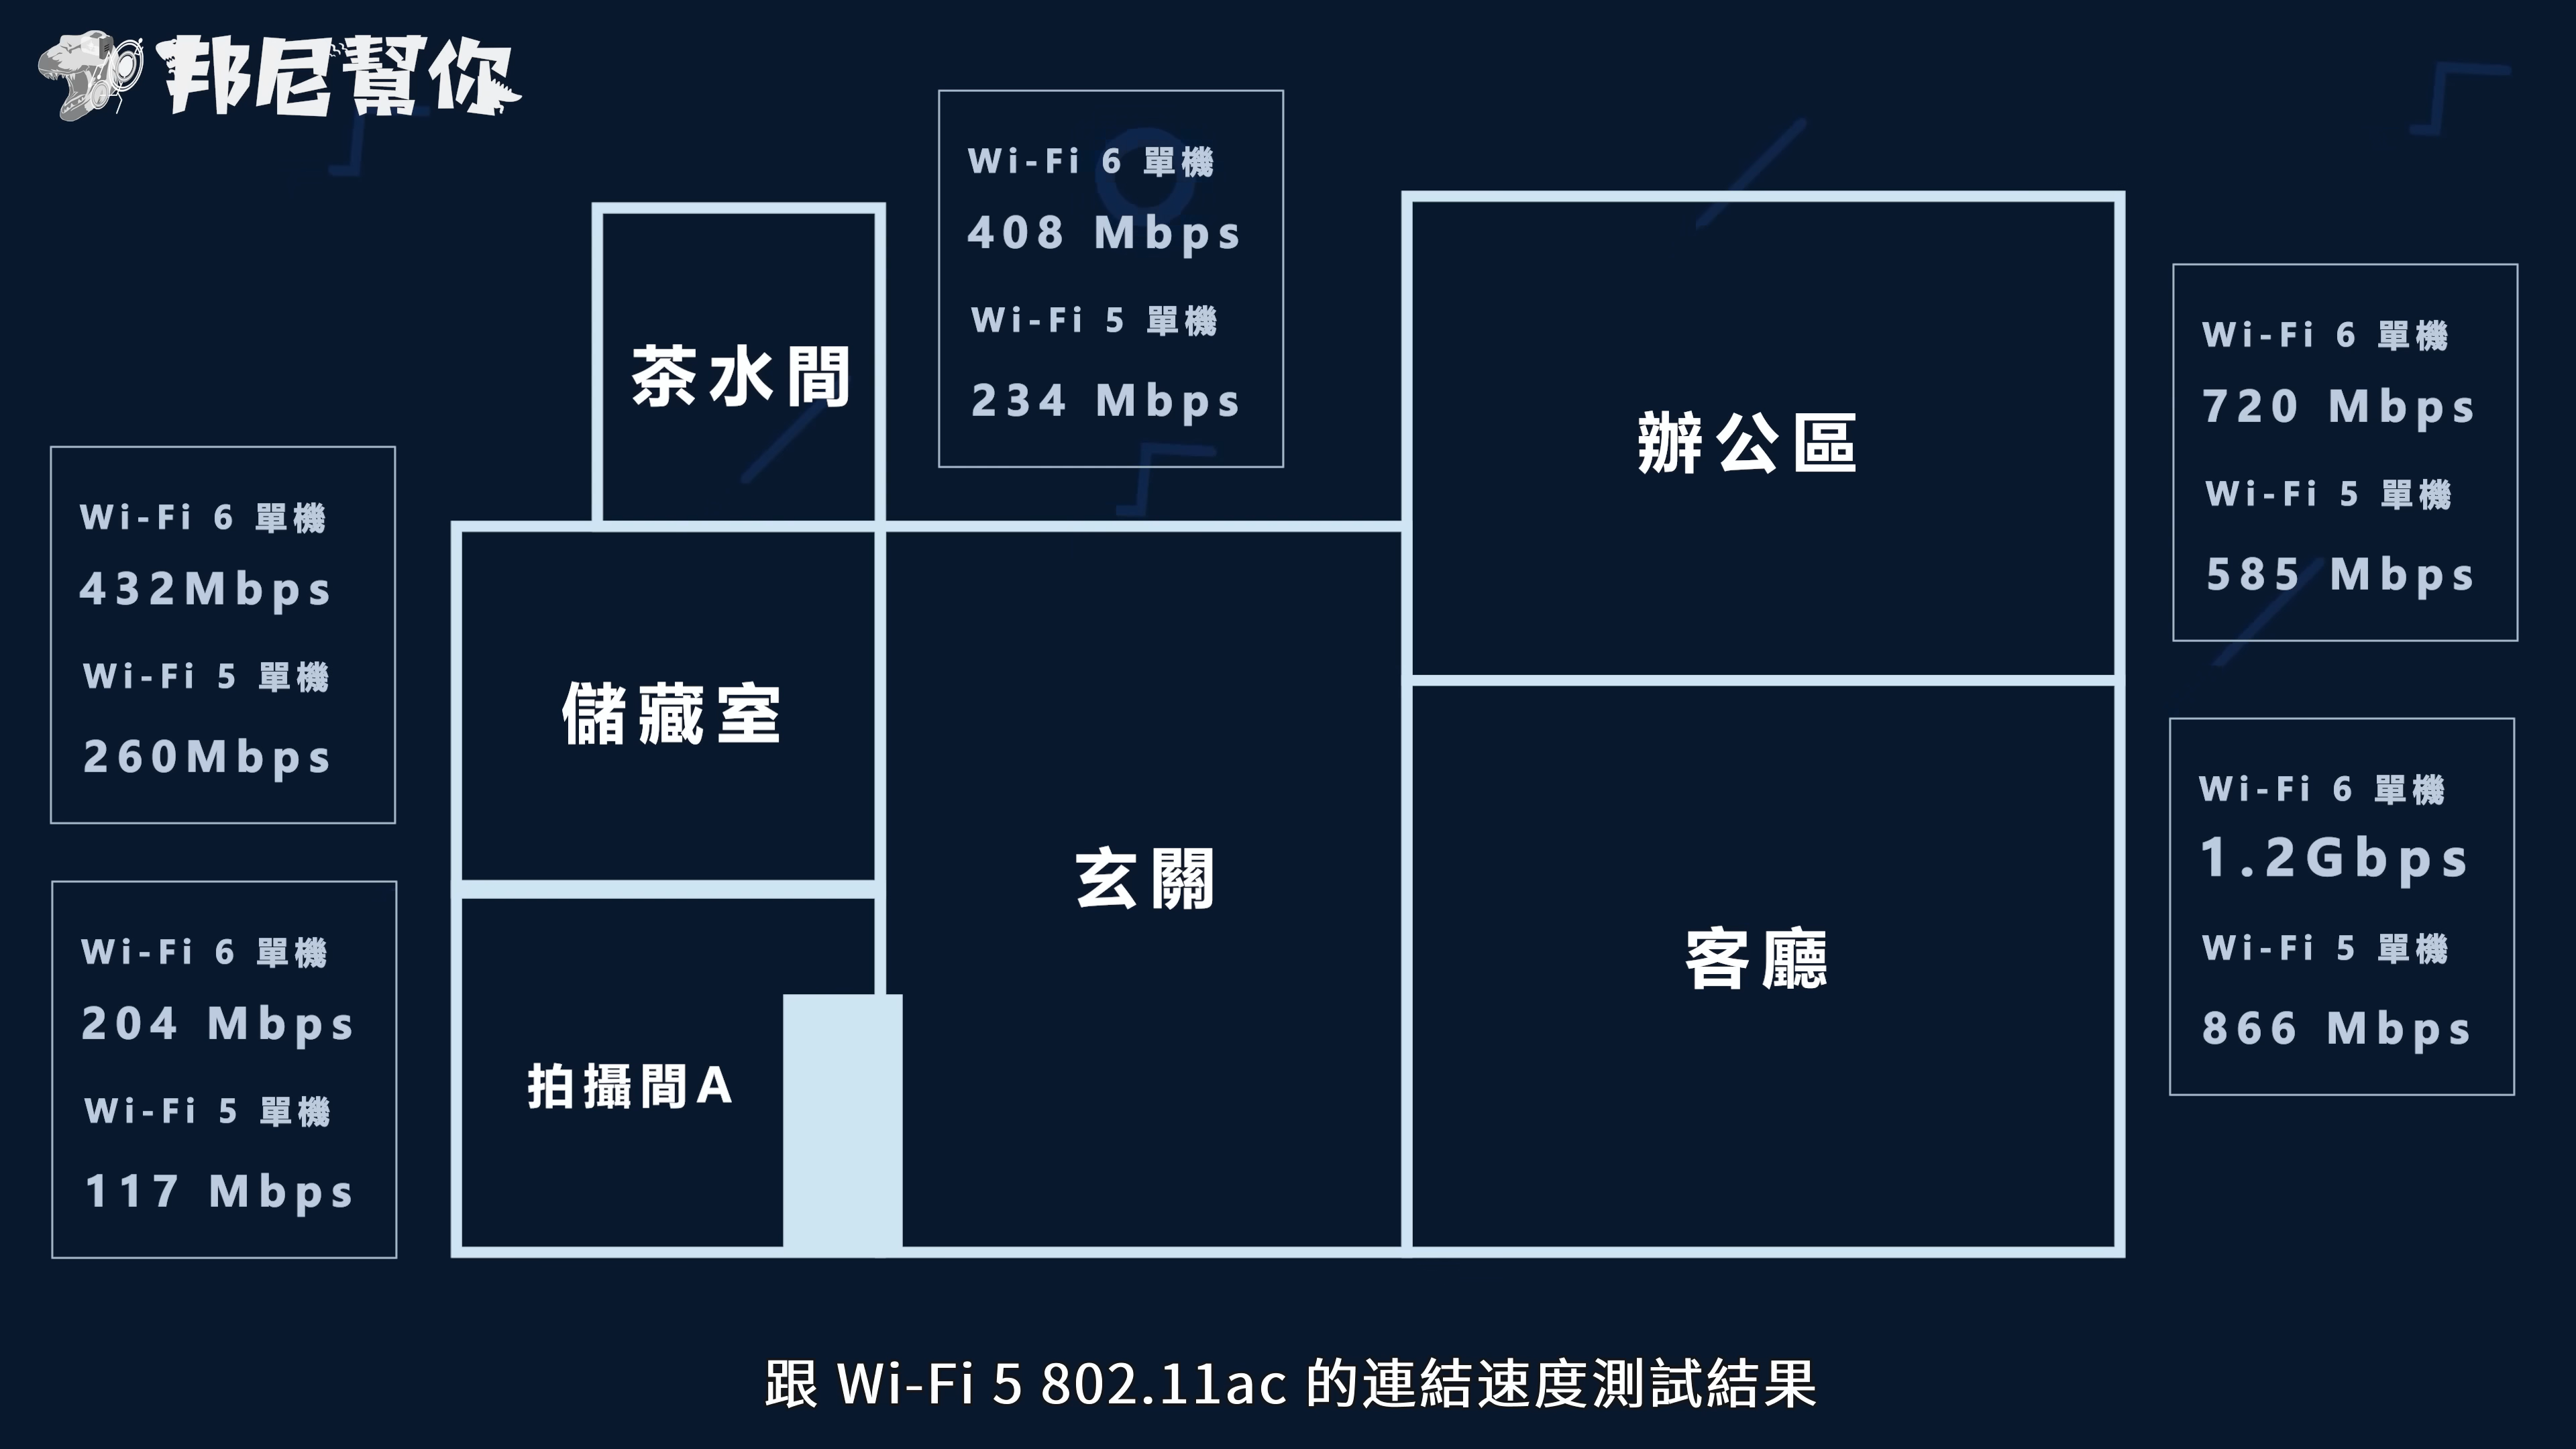 邦尼幫你
Wi-Fi 6 單機
408 Mbps
Wi-Fi 5 單機
234 Mbps
茶水間
辦公區
Wi-Fi 6 單機
720 Mbps
Wi-Fi 5 單機
585 Mbps
Wi-Fi 6 單機
432Mbps
Wi-Fi 5 單機
260Mbps
儲藏室
玄關
客廳
Wi-Fi 6 單機
1.2Gbps
Wi-Fi 5 單機
866 Mbps
Wi-Fi 6 單機
204 Mbps
Wi-Fi 5 單機
117 Mbps
拍攝間A
跟 Wi-Fi 5 802.11ac 的連結速度測試結果